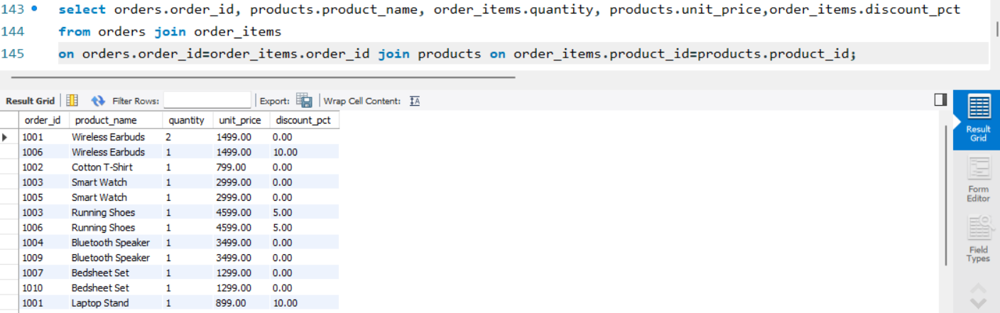 143 select orders.order_id, products.product_name, order_items.quantity, products.unit_price,order_items.discount_pct
144 from orders join order_items
145 on orders.order_id=order_items.order_id join products on order_items.product_id=products.product_id;
Result Grid Filter Rows: Export: Wrap Cell Content: IA
order_id product_name quantity unit_price discount_pct
1001 Wireless Earbuds 2 1499.00 0.00
1006 Wireless Earbuds 1 1499.00 10.00
1002 Cotton T-Shirt 1 799.00 0.00
1003 Smart Watch 1 2999.00 0.00
1005 Smart Watch 1 2999.00 0.00
1003 Running Shoes 1 4599.00 5.00
1006 Running Shoes 1 4599.00 5.00
1004 Bluetooth Speaker 1 3499.00 0.00
1009 Bluetooth Speaker 1 3499.00 0.00
1007 Bedsheet Set 1 1299.00 0.00
1010 Bedsheet Set 1 1299.00 0.00
1001 Laptop Stand 1 899.00 10.00
Result
Grid
Form
Editor
Field
Types